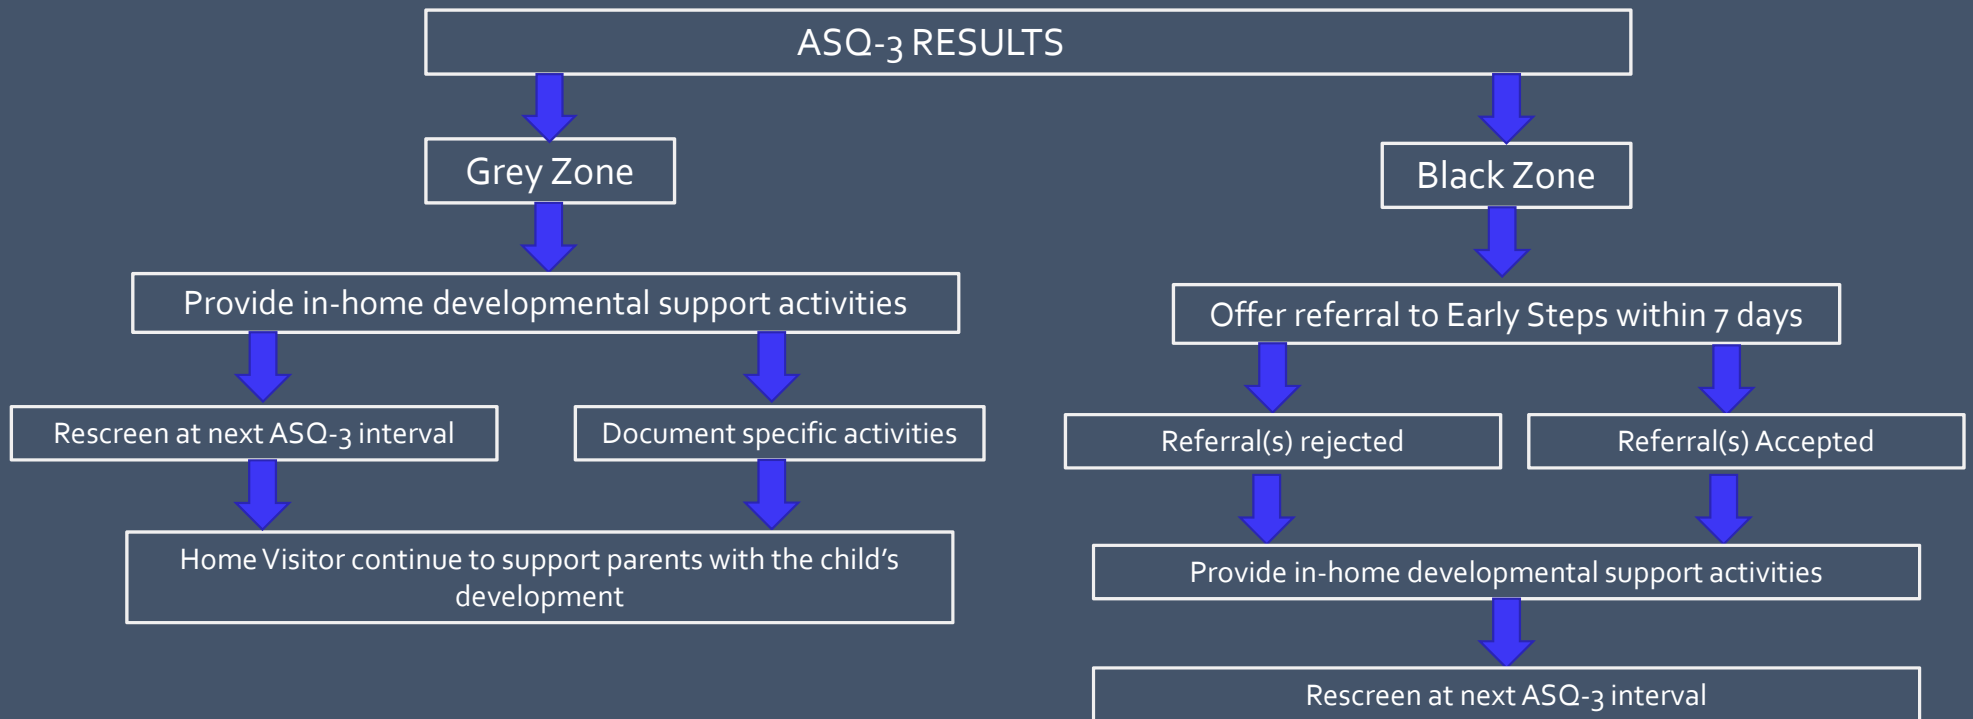 ASQ-3 RESULTS
Grey Zone
Black Zone
Provide in-home developmental support activities
Offer referral to Early Steps within 7 days
Rescreen at next ASQ-3 interval
Document specific activities
Referral(s) rejected
Referral(s) Accepted
Home Visitor continue to support parents with the child’s
development
Provide in-home developmental support activities
Rescreen at next ASQ-3 interval